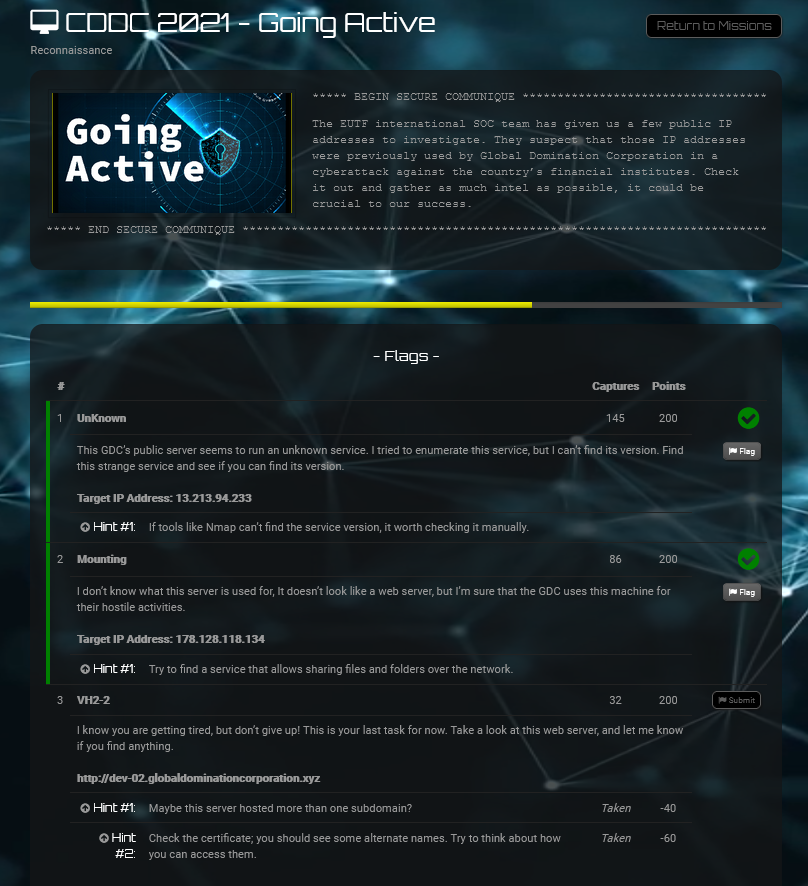 CDDC 2021 - Going Active
Return to Missions
Reconnaissance
Going
Active
***** BEGIN SECURE COMMUNIQUE ***********************************
The EUTF international SOC team has given us a few public IP
addresses to investigate. They suspect that those IP addresses
were previously used by Global Domination Corporation in a
cyberattack against the country’s financial institutes. Check
it out and gather as much intel as possible, it could be
crucial to our success.
***** END SECURE COMMUNIQUE *************************************************************************
- Flags -
# Captures Points
1 UnKnown 145 200
This GDC’s public server seems to run an unknown service. I tried to enumerate this service, but I can’t find its version. Find
Flag
this strange service and see if you can find its version.
Target IP Address: 13.213.94.233
Hint #1: If tools like Nmap can’t find the service version, it worth checking it manually.
2 Mounting 86 200
I don’t know what this server is used for, It doesn’t look like a web server, but I’m sure that the GDC uses this machine for
Flag
their hostile activities.
Target IP Address: 178.128.118.134
Hint #1: Try to find a service that allows sharing files and folders over the network.
3 VH2-2 32 200 Submit
I know you are getting tired, but don’t give up! This is your last task for now. Take a look at this web server, and let me know
if you find anything.
http://dev-02.globaldominationcorporation.xyz
Hint #1: Maybe this server hosted more than one subdomain? Taken -40
Hint Check the certificate; you should see some alternate names. Try to think about how Taken -60
#2: you can access them.